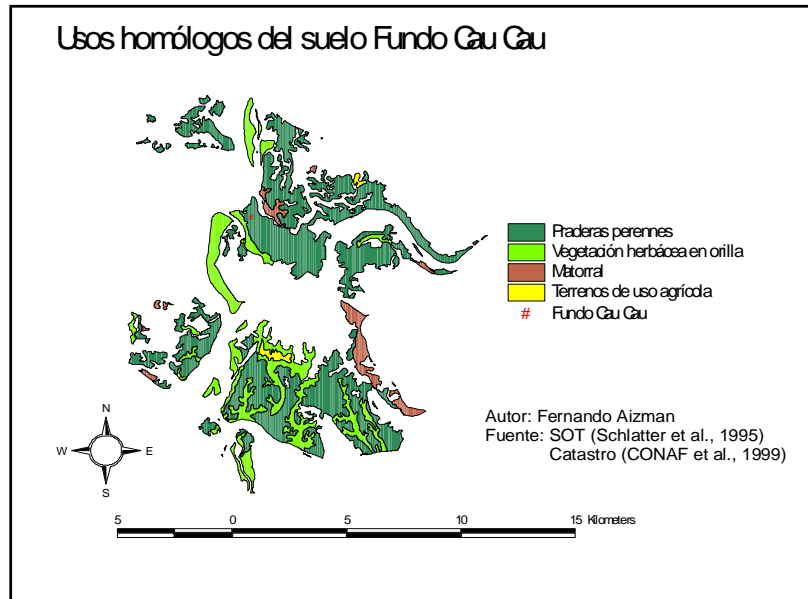 Usos homólogos del suelo Fundo Cau Cau
Praderas perennes
Vegetación herbácea en orilla
Matorral
Terrenos de uso agrícola
# Fundo Cau Cau
Autor: Fernando Aizman
Fuente: SOT (Schlatter et al., 1995)
Catastro (CONAF et al., 1999)
N
W E
S
5 0 5 10 15 Kilometers